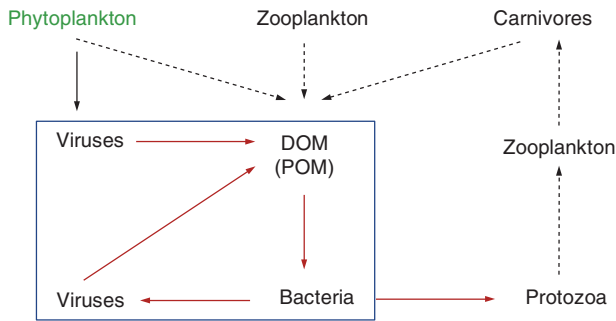 Phytoplankton
Zooplankton
Carnivores
Viruses
DOM
(POM)
Zooplankton
Viruses
Bacteria
Protozoa